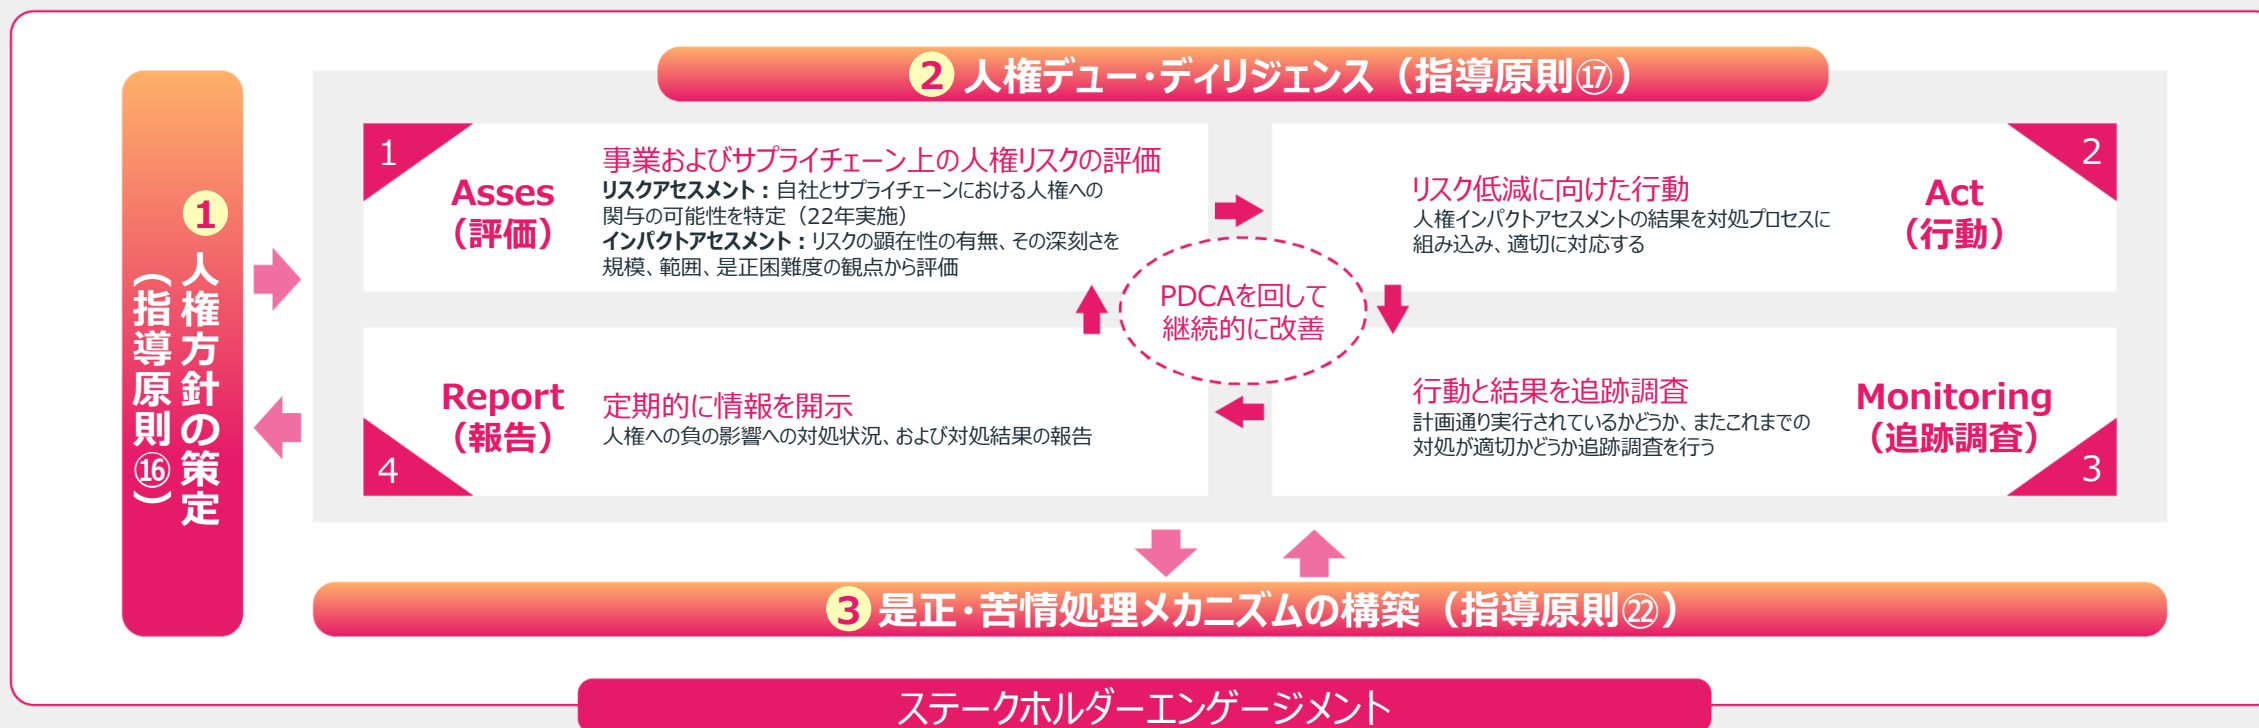 ❶ 人権方針の策定
（指導原則⑯）
❷ 人権デュー・ディリジェンス（指導原則⑰）
1
Asses
（評価）
事業およびサプライチェーン上の人権リスクの評価
リスクアセスメント：自社とサプライチェーンにおける人権への
関与の可能性を特定（22年実施）
インパクトアセスメント：リスクの顕在性の有無、その深刻さを
規模、範囲、是正困難度の観点から評価
2
Act
（行動）
リスク低減に向けた行動
人権インパクトアセスメントの結果を対処プロセスに
組み込み、適切に対応する
PDCAを回して
継続的に改善
Monitoring
（追跡調査）
3
行動と結果を追跡調査
計画通り実行されているかどうか、またこれまでの
対処が適切かどうか追跡調査を行う
Report
（報告）
4
定期的に情報を開示
人権への負の影響への対処状況、および対処結果の報告
❸ 是正・苦情処理メカニズムの構築（指導原則㉒）
ステークホルダーエンゲージメント